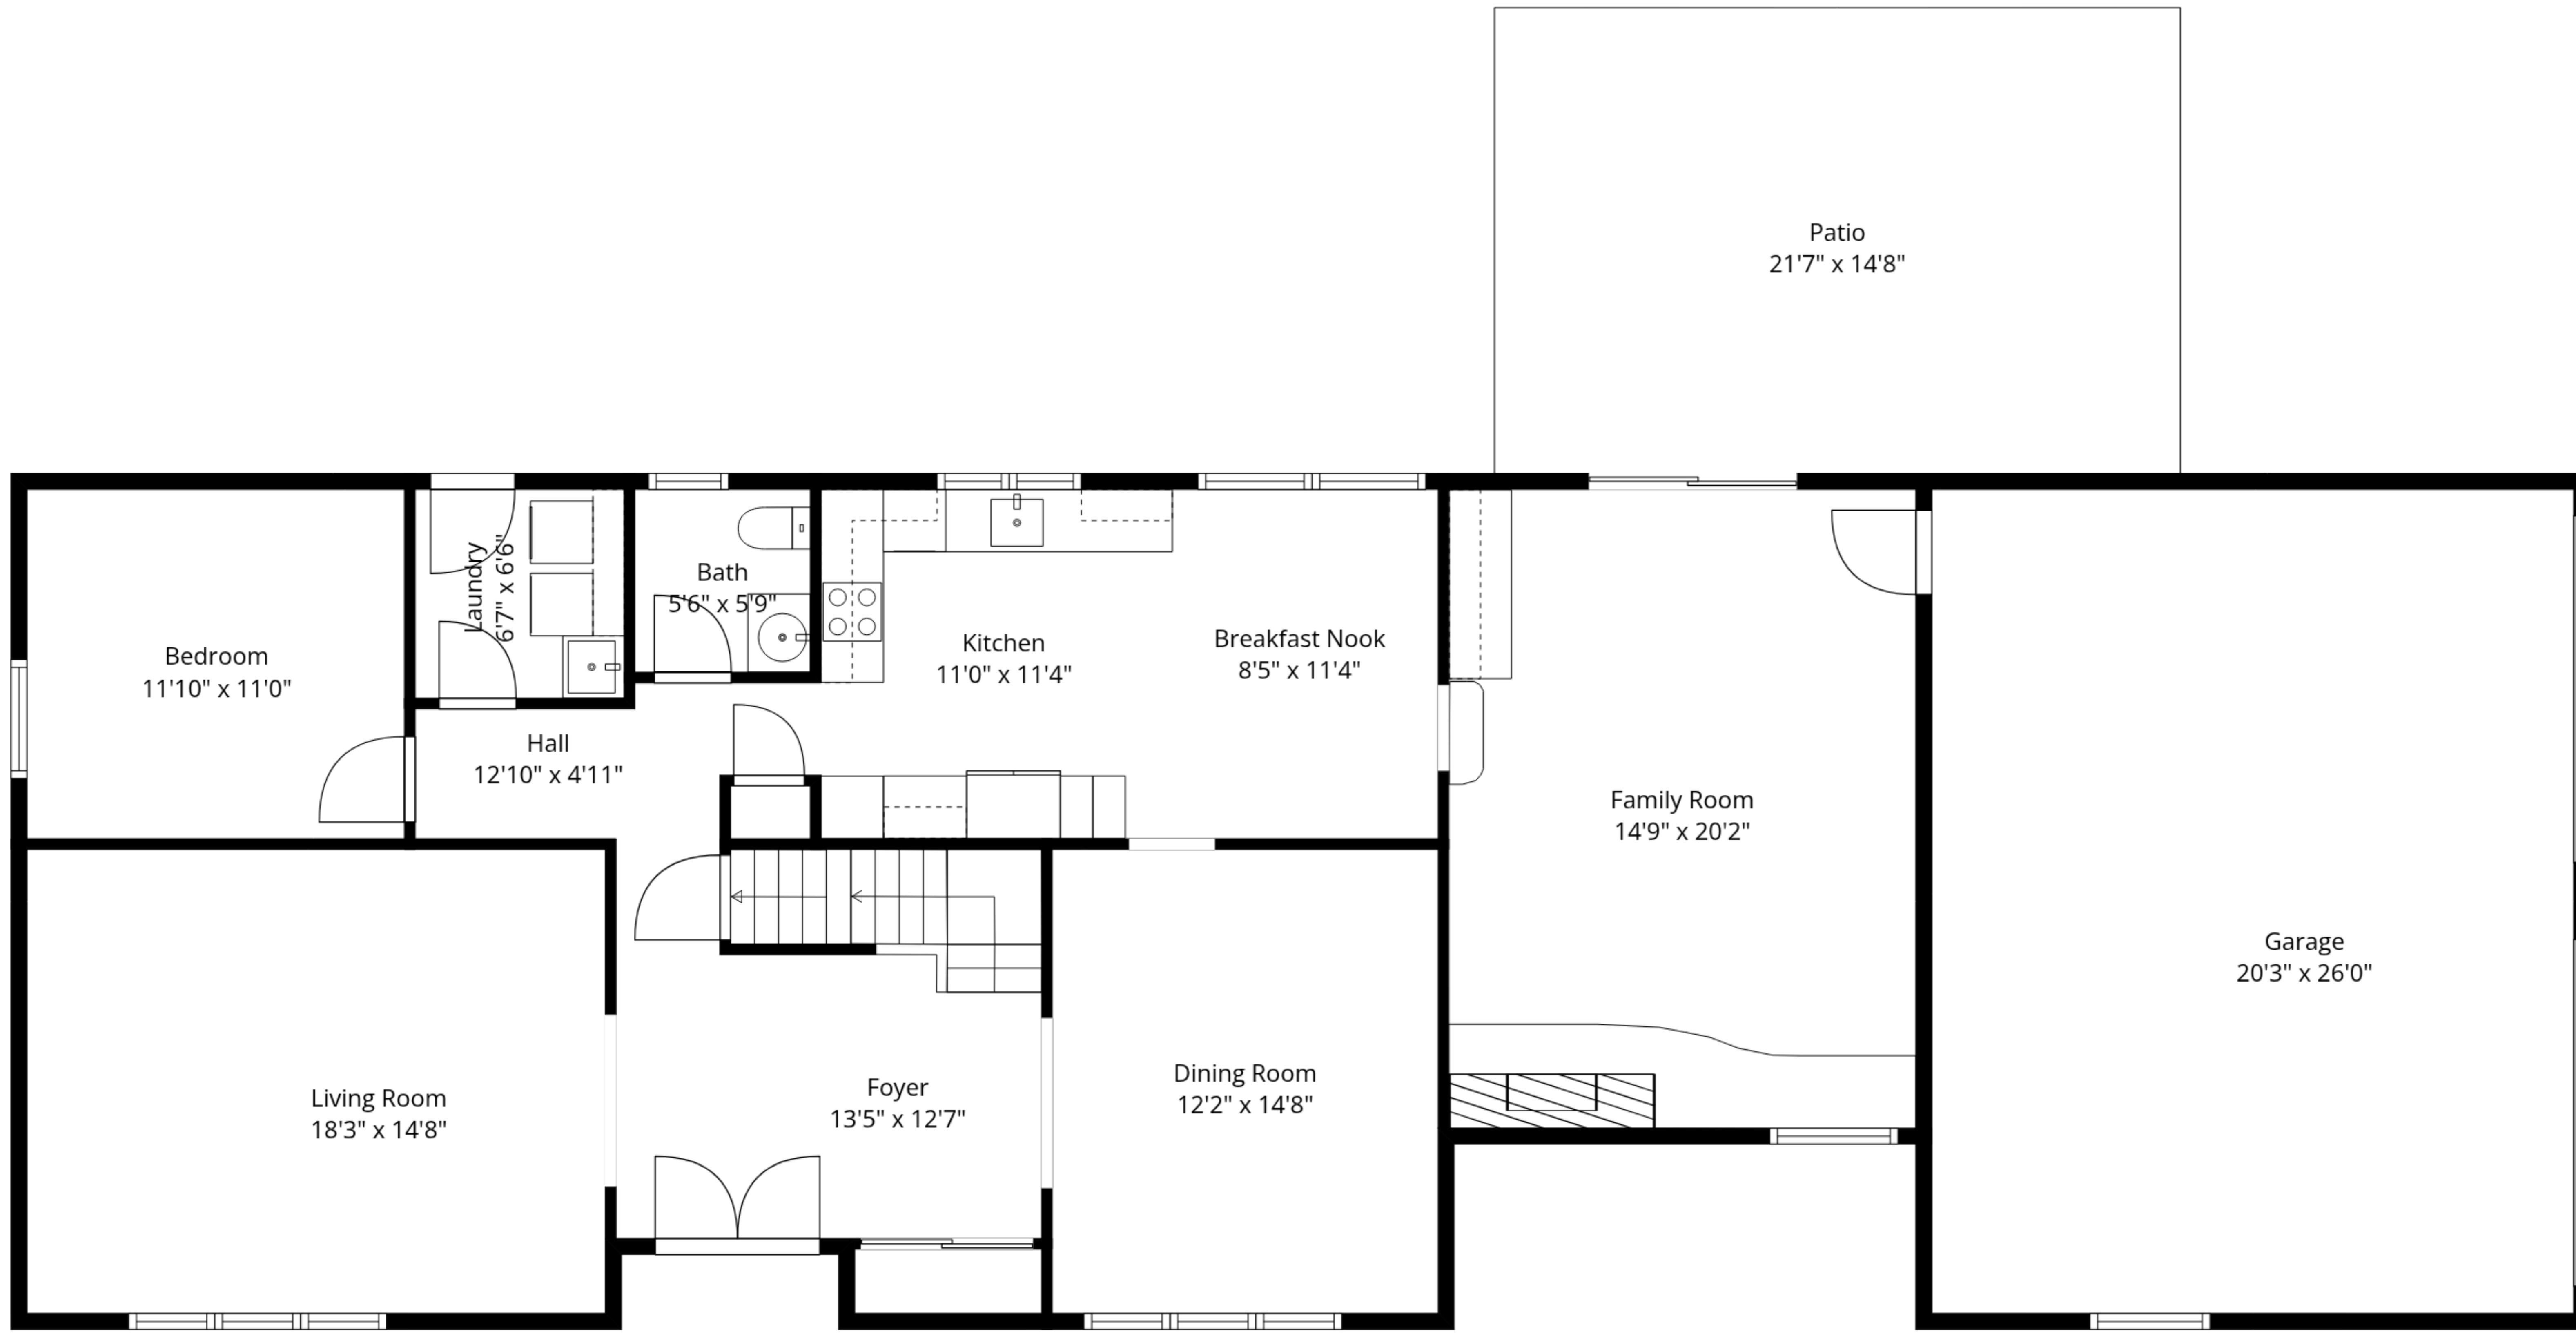 Patio
21'7" x 14'8"
Laundry
6'7" x 6'6"
Bath
5'6" x 5'9"
Bedroom
11'10" x 11'0"
Kitchen
11'0" x 11'4"
Breakfast Nook
8'5" x 11'4"
Hall
12'10" x 4'11"
Family Room
14'9" x 20'2"
Garage
20'3" x 26'0"
Living Room
18'3" x 14'8"
Foyer
13'5" x 12'7"
Dining Room
12'2" x 14'8"